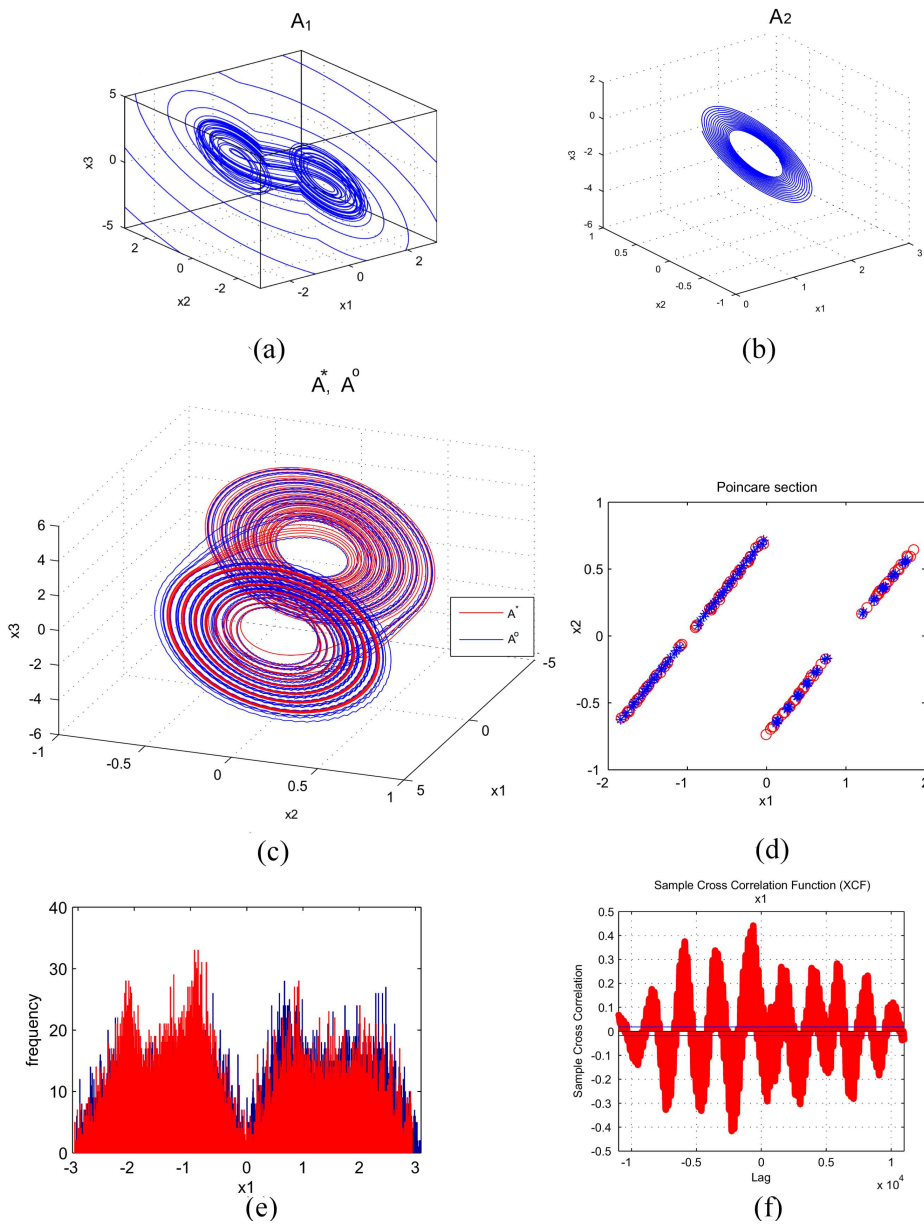 A1
5
0
-5
x3
2
0
-2
x2
-2
0
2
x1
(a)
A2
2
0
-2
-4
-6
x3
1
0.5
0
-0.5
-1
x2
0
1
2
3
x1
(b)
A*, Aº
6
4
2
0
-2
-4
-6
x3
-1
-0.5
0
0.5
1
x2
5
0
-5
x1
A*
Aº
(c)
Poincare section
1
0.5
0
-0.5
-1
x2
-2
-1
0
1
2
x1
(d)
40
30
20
10
0
frequency
-3
-2
-1
0
1
2
3
x1
(e)
Sample Cross Correlation Function (XCF)
x1
0.5
0.4
0.3
0.2
0.1
0
-0.1
-0.2
-0.3
-0.4
-0.5
Sample Cross Correlation
-1
-0.5
0
0.5
1
Lag
x 10^4
(f)